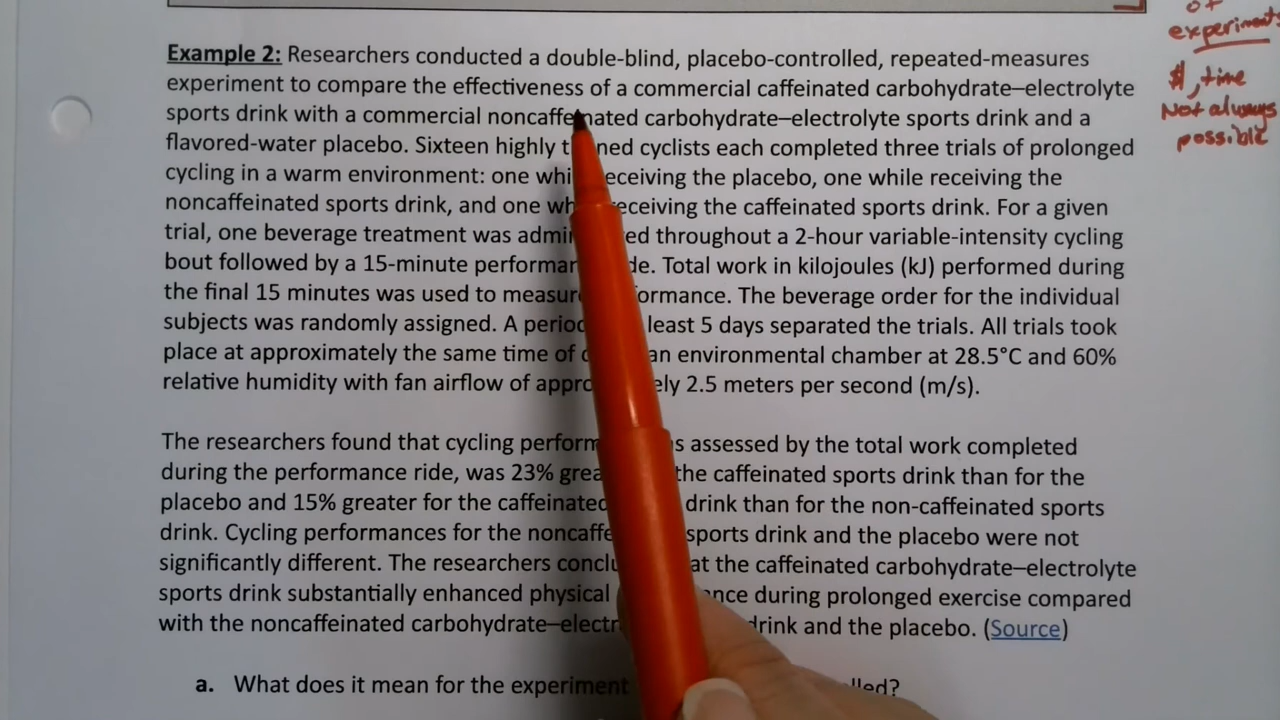 of
experiments
$, time
Not always
possible
Example 2: Researchers conducted a double-blind, placebo-controlled, repeated-measures
experiment to compare the effectiveness of a commercial caffeinated carbohydrate–electrolyte
sports drink with a commercial noncaffeinated carbohydrate–electrolyte sports drink and a
flavored-water placebo. Sixteen highly ned cyclists each completed three trials of prolonged
cycling in a warm environment: one whi eceiving the placebo, one while receiving the
noncaffeinated sports drink, and one wh eceiving the caffeinated sports drink. For a given
trial, one beverage treatment was admi ed throughout a 2-hour variable-intensity cycling
bout followed by a 15-minute performan de. Total work in kilojoules (kJ) performed during
the final 15 minutes was used to measur ormance. The beverage order for the individual
subjects was randomly assigned. A perio least 5 days separated the trials. All trials took
place at approximately the same time of an environmental chamber at 28.5°C and 60%
relative humidity with fan airflow of appro ely 2.5 meters per second (m/s).
The researchers found that cycling perform s assessed by the total work completed
during the performance ride, was 23% grea the caffeinated sports drink than for the
placebo and 15% greater for the caffeinated drink than for the non-caffeinated sports
drink. Cycling performances for the noncaffe sports drink and the placebo were not
significantly different. The researchers conclu at the caffeinated carbohydrate–electrolyte
sports drink substantially enhanced physical nce during prolonged exercise compared
with the noncaffeinated carbohydrate–electr drink and the placebo. (Source)
a. What does it mean for the experiment lled?